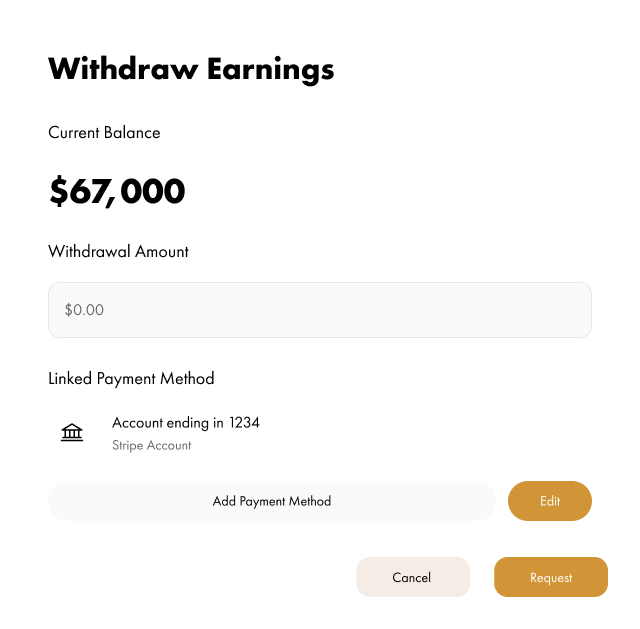 Withdraw Earnings
Current Balance
$67,000
Withdrawal Amount
$0.00
Linked Payment Method
Account ending in 1234
Stripe Account
Add Payment Method
Edit
Cancel
Request